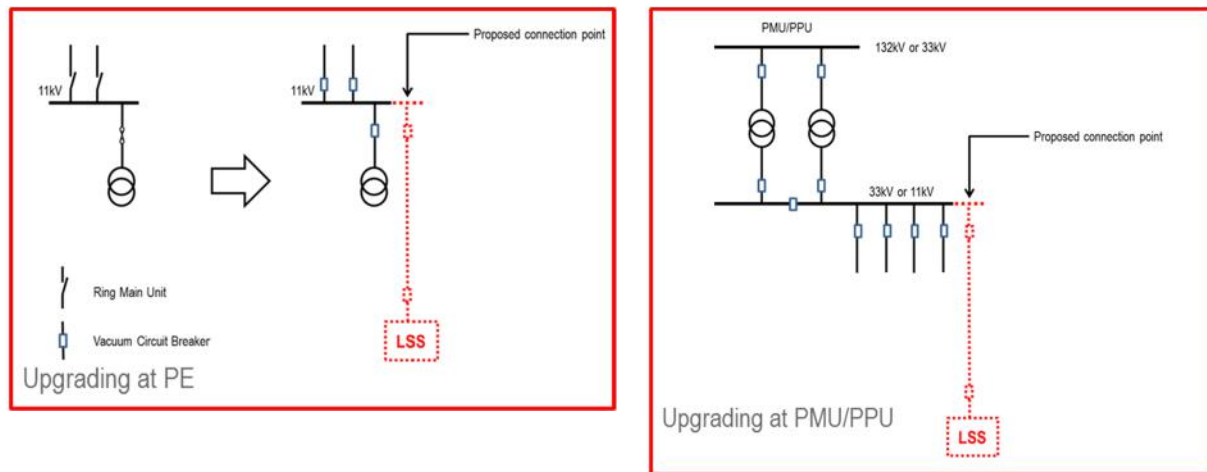 Proposed connection point
11kV
11kV
Ring Main Unit
Vacuum Circuit Breaker
LSS
Upgrading at PE
PMU/PPU
132kV or 33kV
Proposed connection point
33kV or 11kV
Upgrading at PMU/PPU
LSS